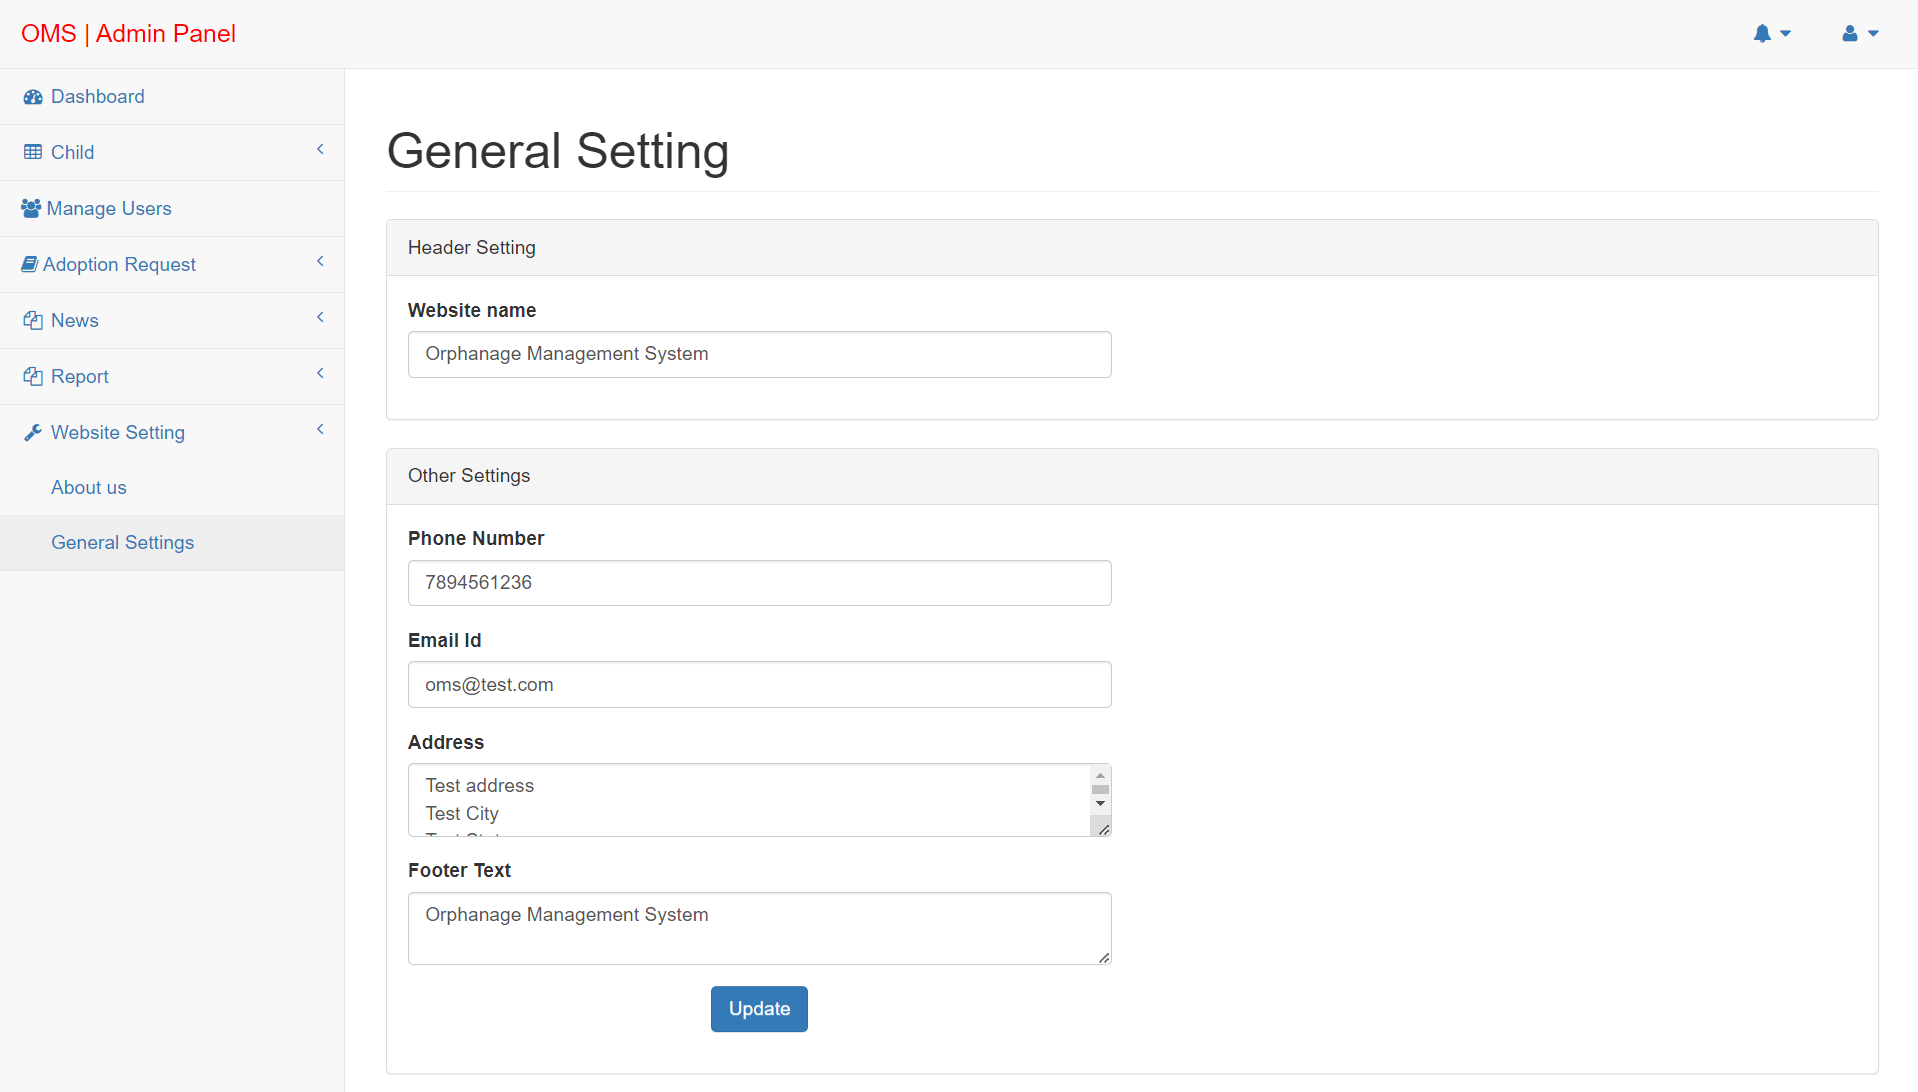 OMS | Admin Panel
Dashboard
Child
Manage Users
Adoption Request
News
Report
Website Setting
About us
General Settings
General Setting
Header Setting
Website name
Orphanage Management System
Other Settings
Phone Number
7894561236
Email Id
oms@test.com
Address
Test address
Test City
Footer Text
Orphanage Management System
Update